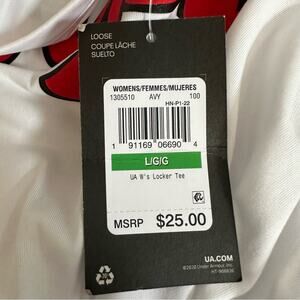 LOOSE
COUPE LÂCHE
SUELTO
WOMENS/FEMMES/MUJERES
1305510 AVY 100
HN-P1-22
1 91169 06690 4
L/G/G
UA W's Locker Tee
MSRP $25.00
UA.COM
©2020 Under Armour, Inc.